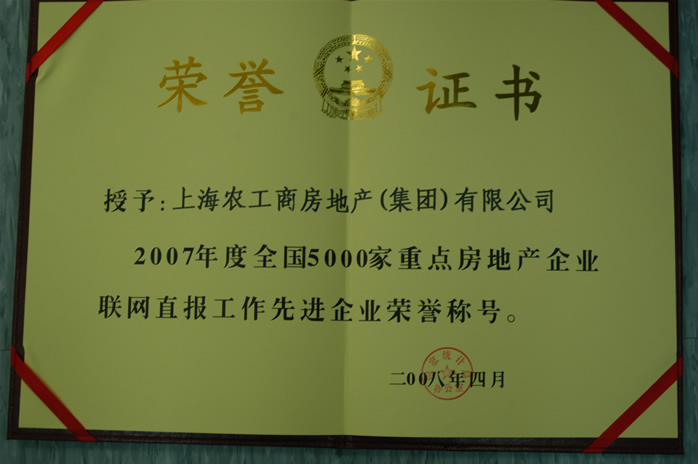 荣誉证书
授予:上海农工商房地产(集团)有限公司
2007年度全国5000家重点房地产企业
联网直报工作先进企业荣誉称号。
二00八年四月